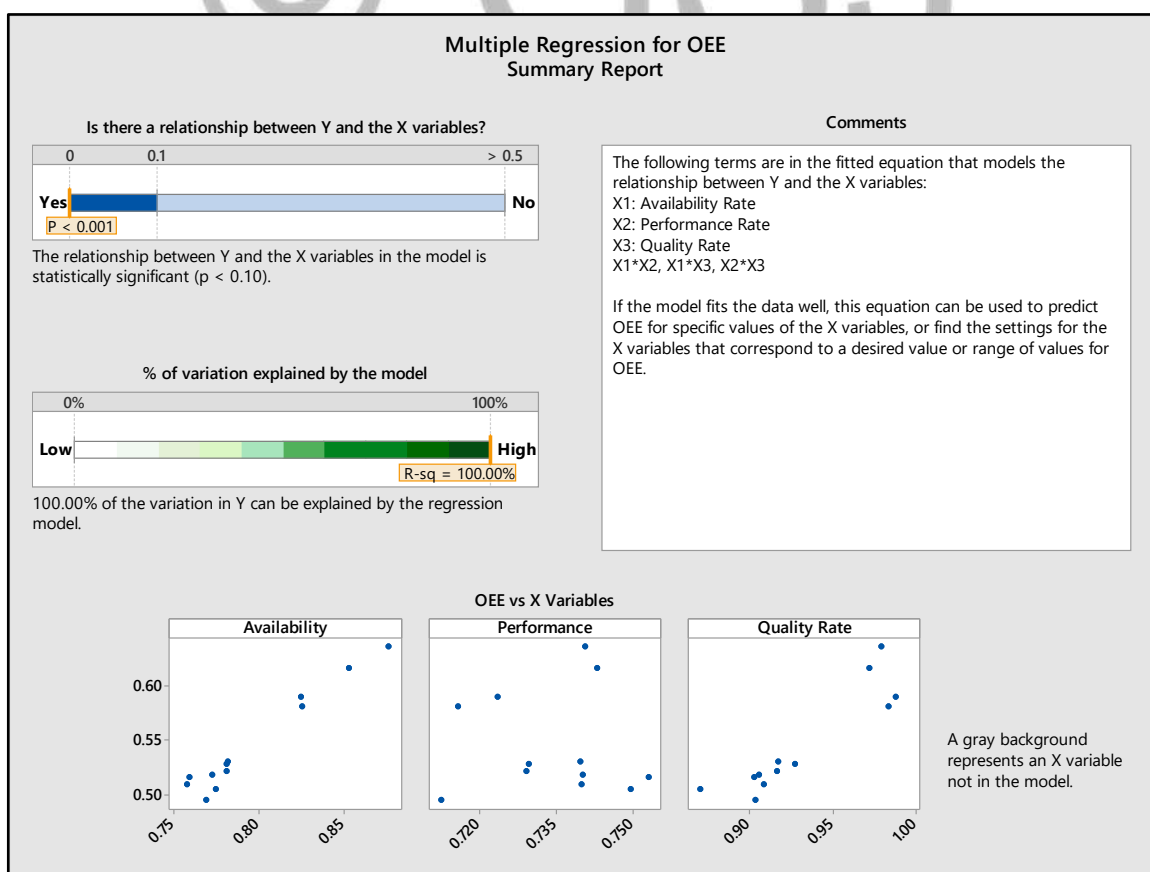 Multiple Regression for OEE
Summary Report
Is there a relationship between Y and the X variables?
0 0.1 > 0.5
Yes No
P < 0.001
The relationship between Y and the X variables in the model is
statistically significant (p < 0.10).
% of variation explained by the model
0% 100%
Low High
R-sq = 100.00%
100.00% of the variation in Y can be explained by the regression
model.
Comments
The following terms are in the fitted equation that models the
relationship between Y and the X variables:
X1: Availability Rate
X2: Performance Rate
X3: Quality Rate
X1*X2, X1*X3, X2*X3
If the model fits the data well, this equation can be used to predict
OEE for specific values of the X variables, or find the settings for the
X variables that correspond to a desired value or range of values for
OEE.
OEE vs X Variables
Availability Performance Quality Rate
0.60
0.55
0.50
0.75 0.80 0.85 0.720 0.735 0.750 0.90 0.95 1.00
A gray background
represents an X variable
not in the model.